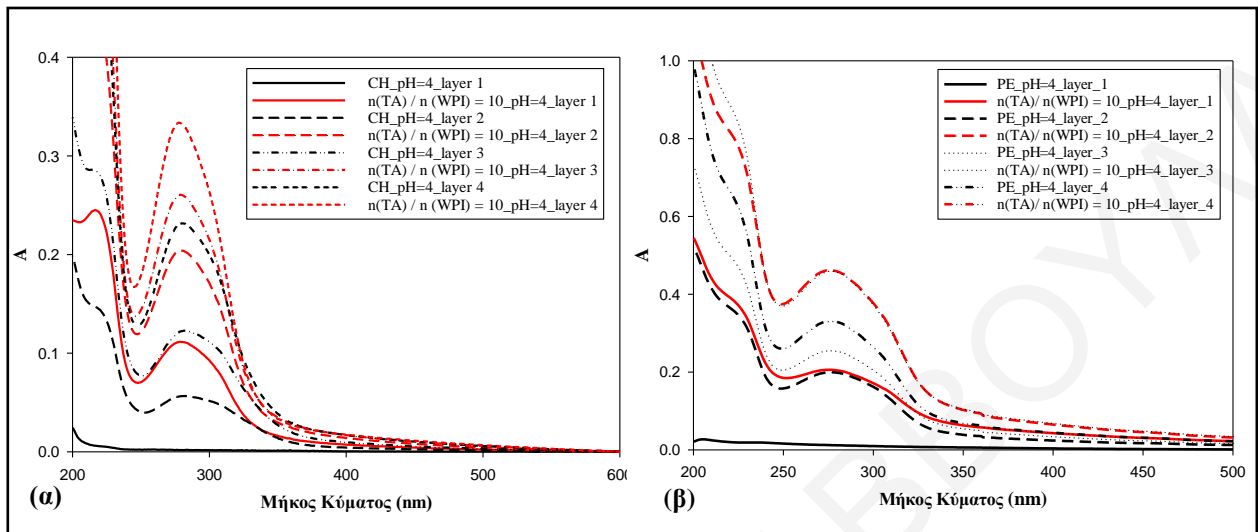 0.4
0.3
0.2
0.1
0.0
A
200
300
400
500
600
Μήκος Κύματος (nm)
(α)
CH_pH=4_layer 1
n(TA) / n (WPI) = 10_pH=4_layer 1
CH_pH=4_layer 2
n(TA) / n (WPI) = 10_pH=4_layer 2
CH_pH=4_layer 3
n(TA) / n (WPI) = 10_pH=4_layer 3
CH_pH=4_layer 4
n(TA) / n (WPI) = 10_pH=4_layer 4
1.0
0.8
0.6
0.4
0.2
0.0
A
200
250
300
350
400
450
500
Μήκος Κύματος (nm)
(β)
PE_pH=4_layer_1
n(TA)/ n(WPI) = 10_pH=4_layer_1
PE_pH=4_layer_2
n(TA)/ n(WPI) = 10_pH=4_layer_2
PE_pH=4_layer_3
n(TA)/ n(WPI) = 10_pH=4_layer_3
PE_pH=4_layer_4
n(TA)/ n(WPI) = 10_pH=4_layer_4